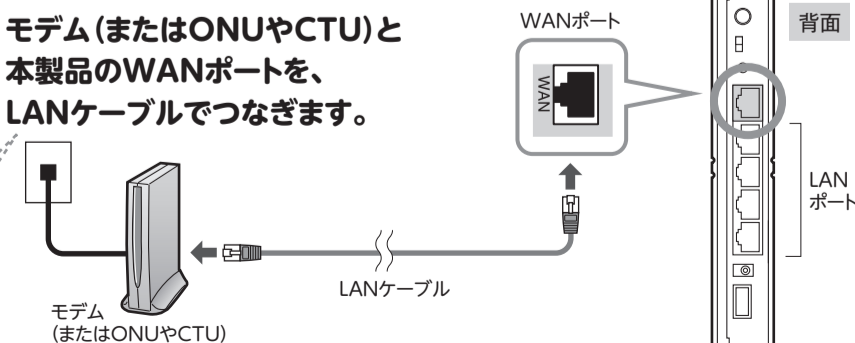 モデム(またはONUやCTU)と
本製品のWANポートを、
LANケーブルでつなぎます。
WANポート
背面
WAN
LAN
ポート
LANケーブル
モデム
(またはONUやCTU)